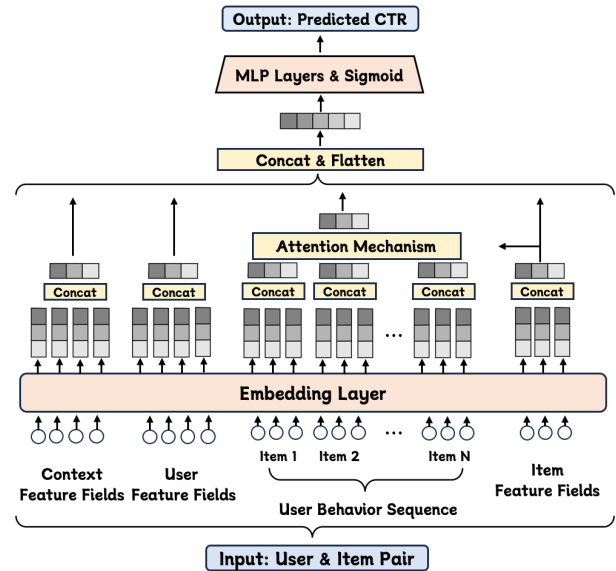 Output: Predicted CTR
MLP Layers & Sigmoid
Concat & Flatten
Attention Mechanism
Concat
Concat
Concat
Concat
Concat
Concat
...
Embedding Layer
...
Item 1
Item 2
Item N
Context
Feature Fields
User
Feature Fields
Item
Feature Fields
User Behavior Sequence
Input: User & Item Pair